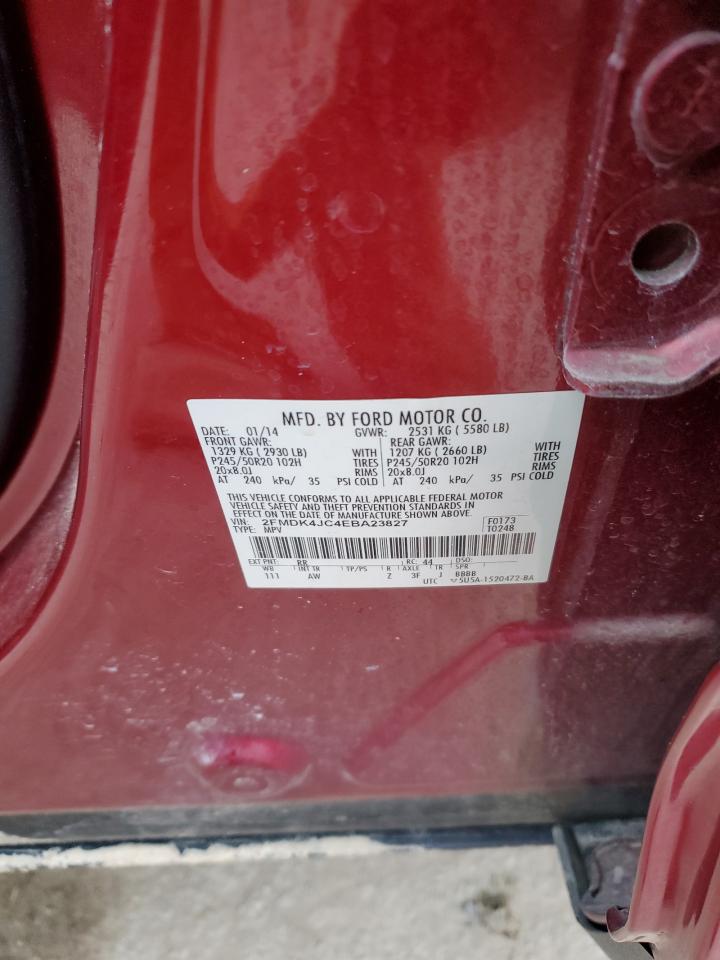 MFD. BY FORD MOTOR CO.
DATE: 01/14 GVWR: 2531 KG ( 5580 LB)
FRONT GAWR: REAR GAWR:
1329 KG ( 2930 LB) WITH 1207 KG ( 2660 LB) WITH
P245/50R20 102H TIRES P245/50R20 102H TIRES
20x8.0J RIMS 20x8.0J RIMS
AT 240 kPa/ 35 PSI COLD AT 240 kPa/ 35 PSI COLD
THIS VEHICLE CONFORMS TO ALL APPLICABLE FEDERAL MOTOR
VEHICLE SAFETY AND THEFT PREVENTION STANDARDS IN
EFFECT ON THE DATE OF MANUFACTURE SHOWN ABOVE.
VIN: 2FMDK4JC4EBA23827 F0173
TYPE: MPV T0248
EXT PNT: RR RC: 44 DSO:
WB INT TR TP/PS R AXLE TR SPR
111 AW Z 3F J BBBB
UTC ▽5U5A-1520472-BA